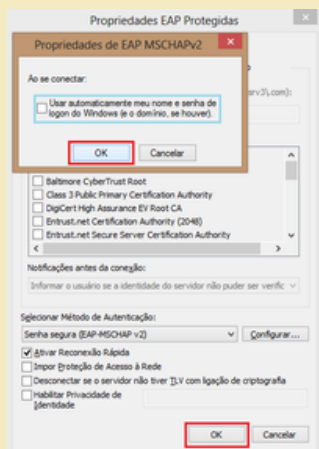 Propriedades EAP Protegidas
Propriedades de EAP MSCHAPv2
Ao se conectar:
Usar automaticamente meu nome e senha de
logon do Windows (e o domínio, se houver).
OK Cancelar
srv3\.com):
Baltimore CyberTrust Root
Class 3 Public Primary Certification Authority
DigiCert High Assurance EV Root CA
Entrust.net Certification Authority (2048)
Entrust.net Secure Server Certification Authority
Notificações antes da conexão:
Informar o usuário se a identidade do servidor não puder ser verific
Selecionar Método de Autenticação:
Senha segura (EAP-MSCHAP v2) Configurar...
Ativar Reconexão Rápida
Impor Proteção de Acesso à Rede
Desconectar se o servidor não tiver TLV com ligação de criptografia
Habilitar Privacidade de
Identidade
OK Cancelar